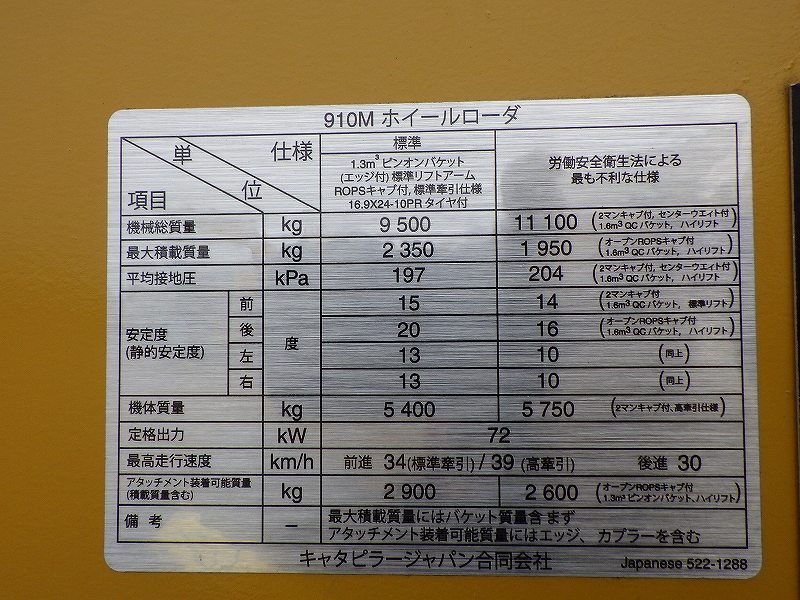 910M ホイールローダ
単位
仕様
項目
標準
1.3m³ ピンオンバケット
(エッジ付) 標準リフトアーム
ROPSキャブ付, 標準牽引仕様
16.9X24-10PR タイヤ付
労働安全衛生法による
最も不利な仕様
機械総質量 kg 9 500 11 100 (2マンキャブ付, センターウエイト付
1.6m³ QC バケット, ハイリフト)
最大積載質量 kg 2 350 1 950 (オープンROPSキャブ付
1.6m³ QC バケット, ハイリフト)
平均接地圧 kPa 197 204 (2マンキャブ付, センターウエイト付
1.6m³ QC バケット, ハイリフト)
安定度
(静的安定度)
度
前 15 14 (2マンキャブ付
1.6m³ QC バケット, 標準リフト)
後 20 16 (オープンROPSキャブ付
1.6m³ QC バケット, ハイリフト)
左 13 10 (同上)
右 13 10 (同上)
機体質量 kg 5 400 5 750 (2マンキャブ付、高牽引仕様)
定格出力 kW 72
最高走行速度 km/h 前進 34(標準牽引) / 39 (高牽引) 後進 30
アタッチメント装着可能質量
(積載質量含む) kg 2 900 2 600 (オープンROPSキャブ付
1.3m³ ピンオンバケット, ハイリフト)
備考 – 最大積載質量にはバケット質量含まず
アタッチメント装着可能質量にはエッジ、カプラーを含む
キャタピラージャパン合同会社
Japanese 522-1288